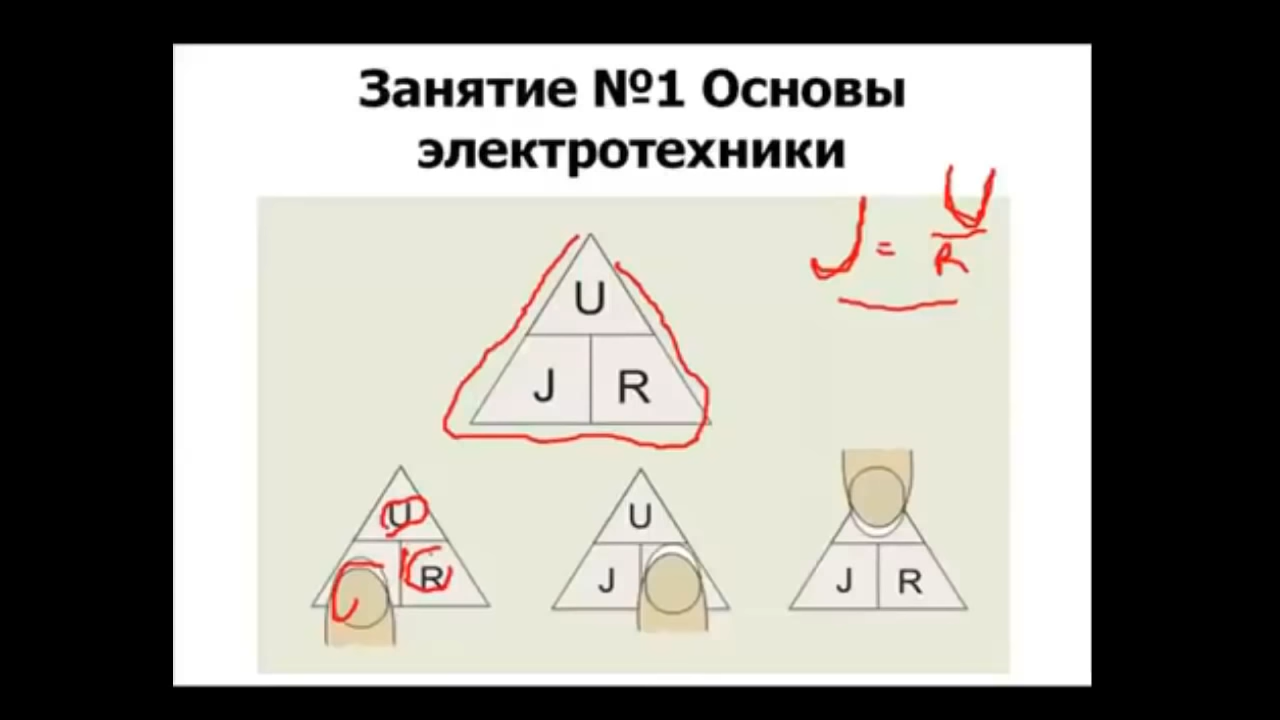 Занятие №1 Основы
электротехники
J = U
R
U
J R
U
R
U
J
J R